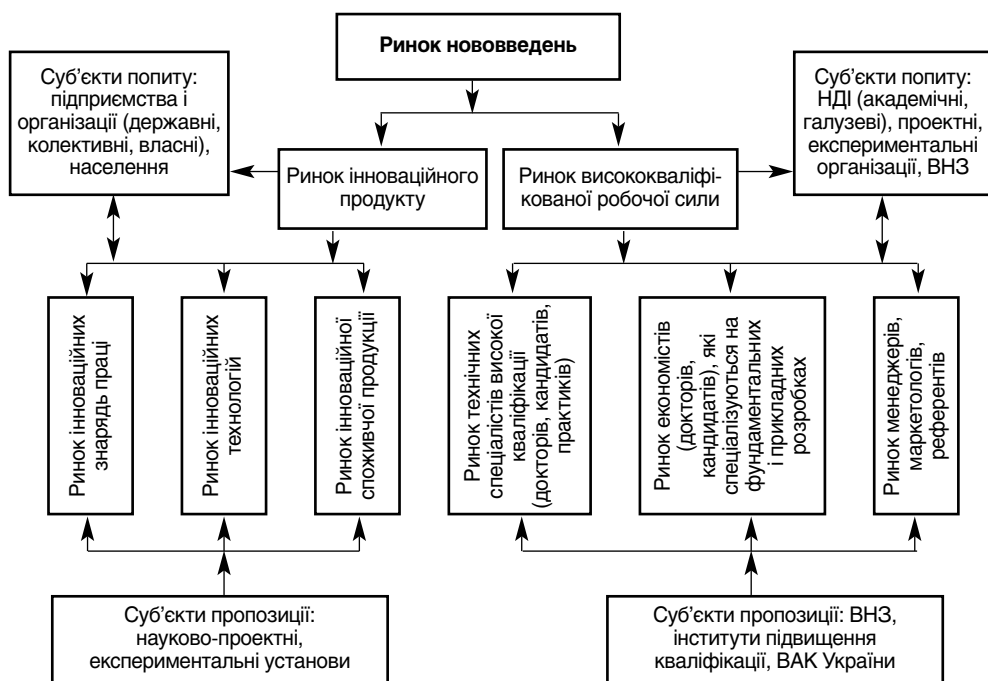 Ринок нововведень
Суб’єкти попиту:
підприємства і
організації (державні,
колективні, власні),
населення
Суб’єкти попиту:
НДІ (академічні,
галузеві), проектні,
експериментальні
організації, ВНЗ
Ринок інноваційного
продукту
Ринок висококваліфі-
кованої робочої сили
Ринок інноваційних
знарядь праці
Ринок інноваційних
технологій
Ринок інноваційної
споживчої продукції
Ринок технічних
спеціалістів високої
кваліфікації
(докторів, кандидатів,
практиків)
Ринок економістів
(докторів,
кандидатів), які
спеціалізуються на
фундаментальних
і прикладних
розробках
Ринок менеджерів,
маркетологів,
референтів
Суб’єкти пропозиції:
науково-проектні,
експериментальні установи
Суб’єкти пропозиції: ВНЗ,
інститути підвищення
кваліфікації, ВАК України